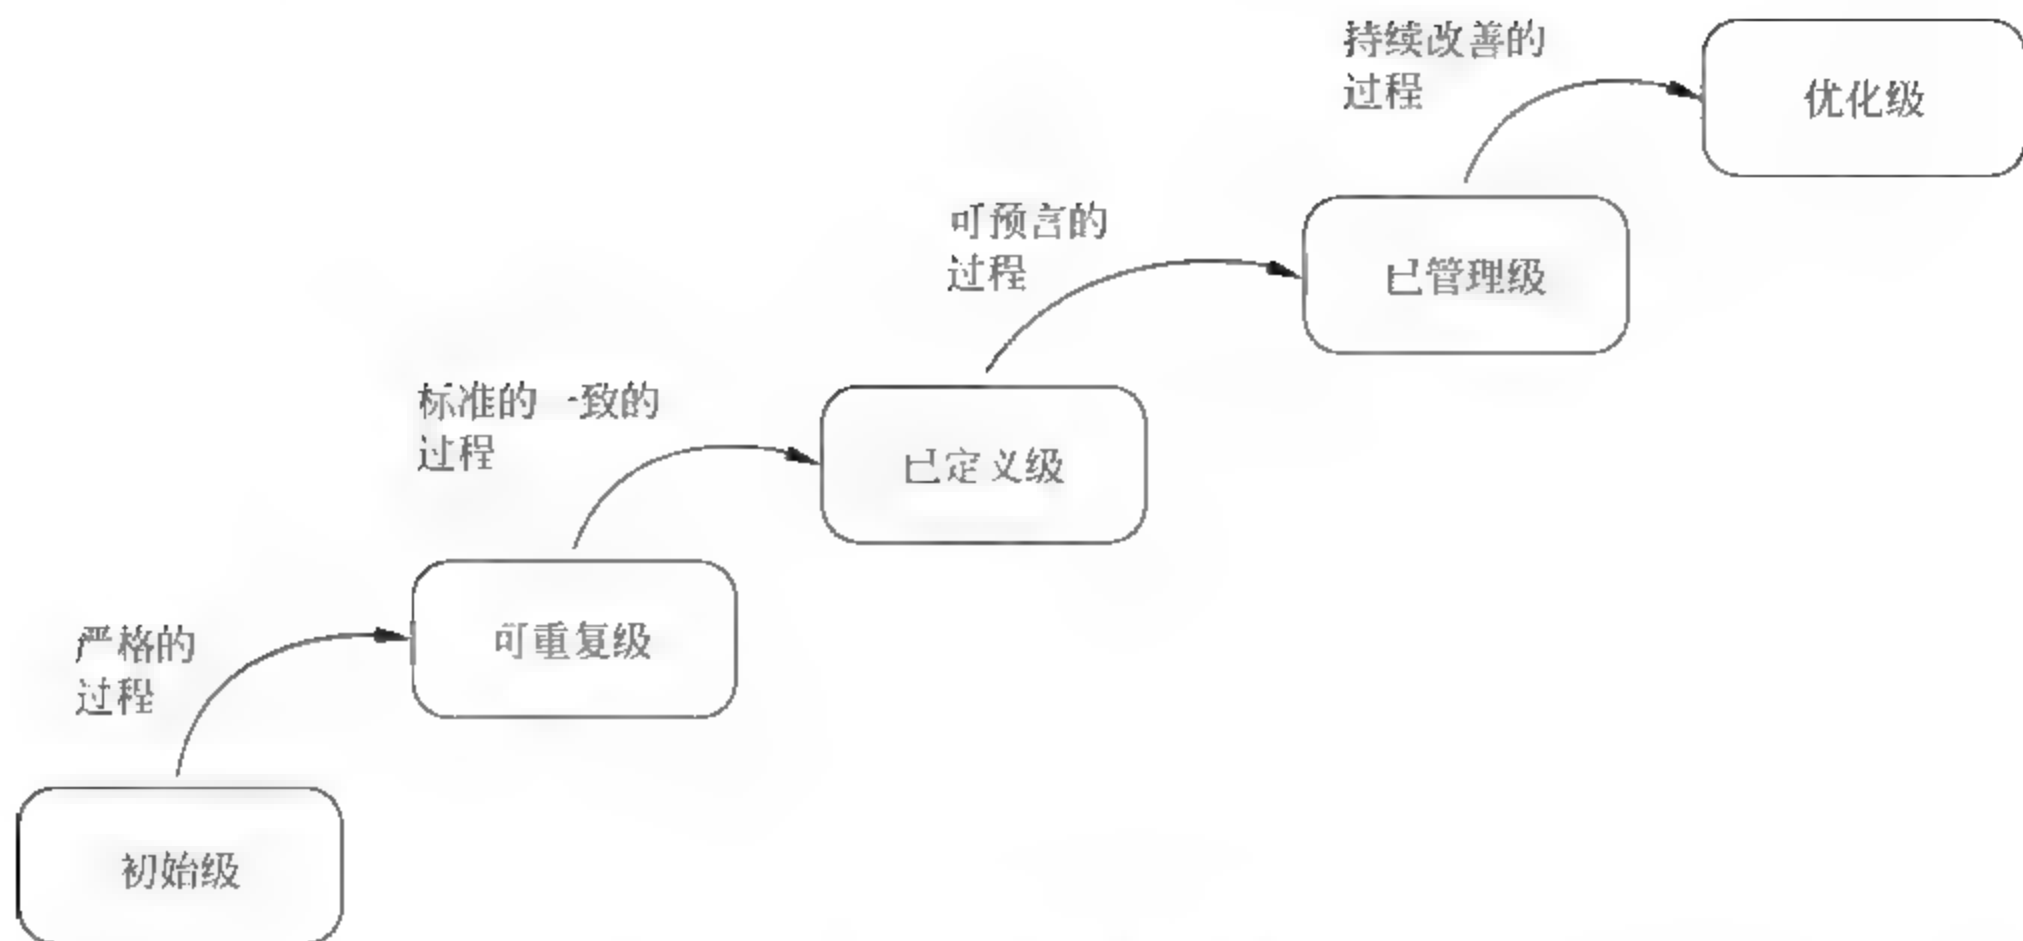 持续改善的
过程
优化级
可预言的
过程
已管理级
标准的一致的
过程
已定义级
严格的
过程
可重复级
初始级